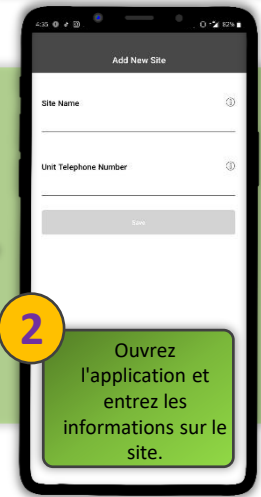 4:35 82%
Add New Site
Site Name
Unit Telephone Number
Save
2
Ouvrez
l'application et
entrez les
informations sur le
site.